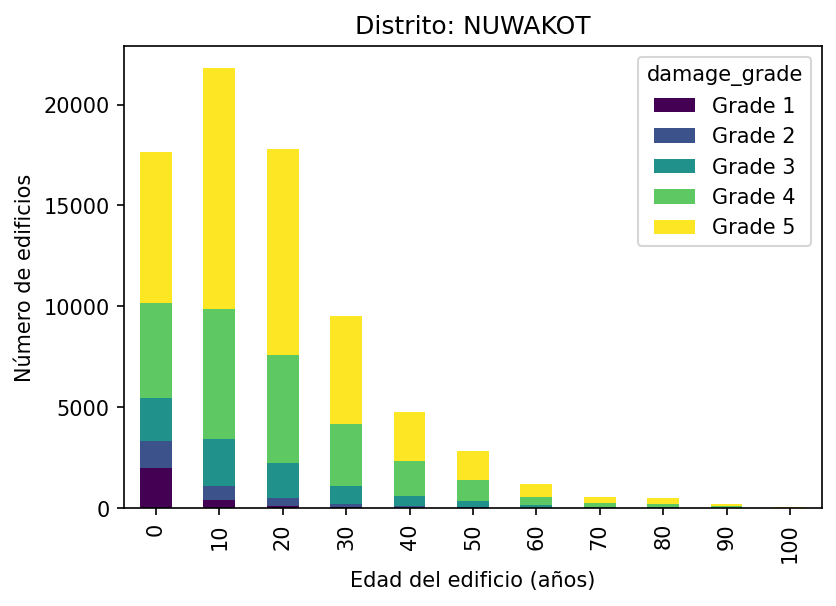 Distrito: NUWAKOT
damage_grade
Grade 1
Grade 2
Grade 3
Grade 4
Grade 5
Número de edificios
20000
15000
10000
5000
0
0 10 20 30 40 50 60 70 80 90 100
Edad del edificio (años)